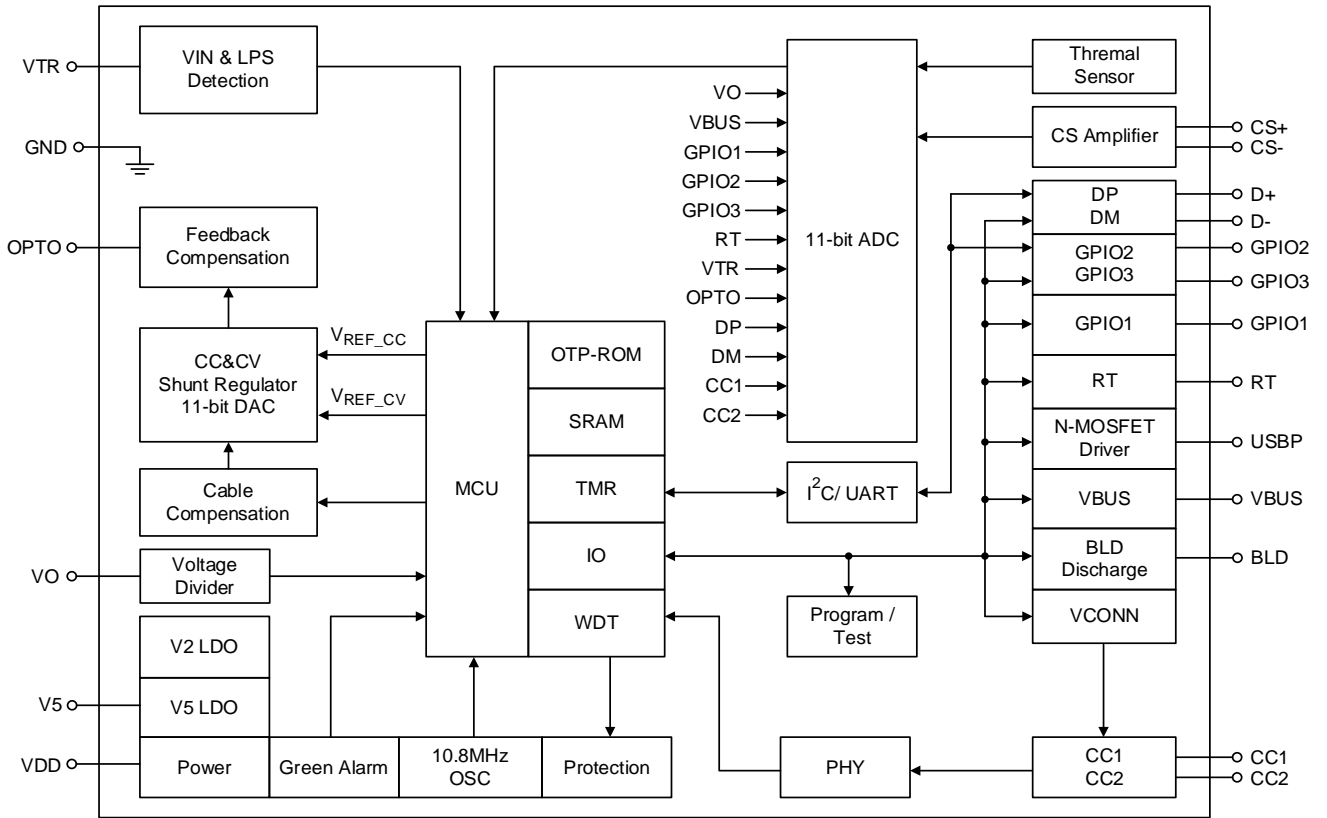 VTR
VIN & LPS
Detection
GND
OPTO
Feedback
Compensation
CC&CV
Shunt Regulator
11-bit DAC
VREF_CC
VREF_CV
Cable
Compensation
VO
Voltage
Divider
V2 LDO
V5
V5 LDO
VDD
Power
Green Alarm
10.8MHz
OSC
Protection
MCU
OTP-ROM
SRAM
TMR
IO
WDT
VO
VBUS
GPIO1
GPIO2
GPIO3
RT
VTR
OPTO
DP
DM
CC1
CC2
11-bit ADC
I2C/ UART
Program /
Test
PHY
Thremal
Sensor
CS Amplifier
CS+
CS-
DP
DM
D+
D-
GPIO2
GPIO3
GPIO2
GPIO3
GPIO1
GPIO1
RT
RT
N-MOSFET
Driver
USBP
VBUS
VBUS
BLD
Discharge
BLD
VCONN
CC1
CC2
CC1
CC2